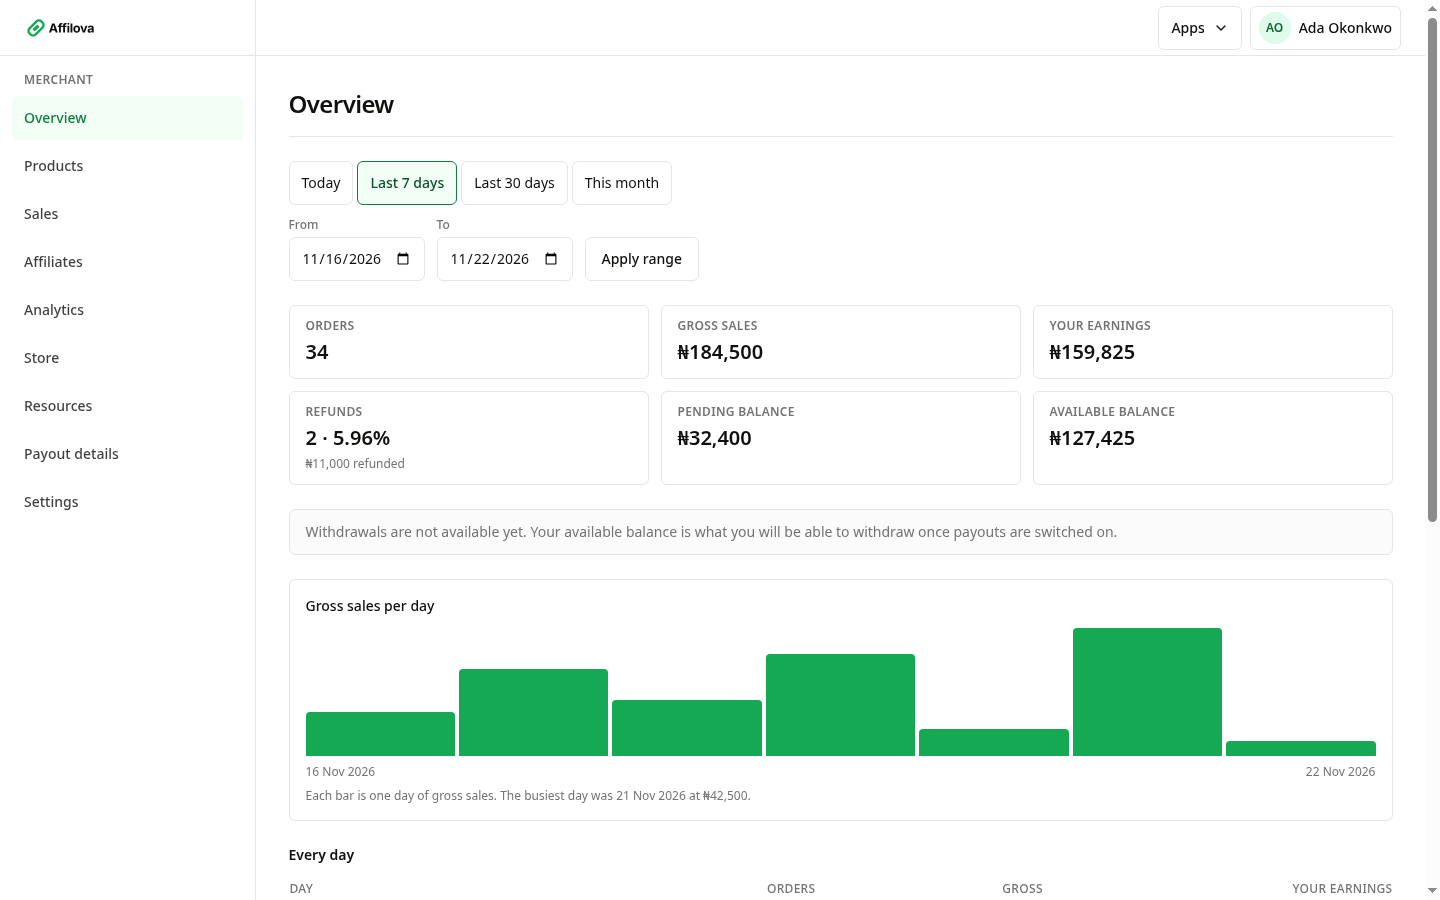 Affilova
Apps
AO Ada Okonkwo
MERCHANT
Overview
Products
Sales
Affiliates
Analytics
Store
Resources
Payout details
Settings
Overview
Today Last 7 days Last 30 days This month
From To
11/16/2026 11/22/2026 Apply range
ORDERS
34
GROSS SALES
₦184,500
YOUR EARNINGS
₦159,825
REFUNDS
2 · 5.96%
₦11,000 refunded
PENDING BALANCE
₦32,400
AVAILABLE BALANCE
₦127,425
Withdrawals are not available yet. Your available balance is what you will be able to withdraw once payouts are switched on.
Gross sales per day
16 Nov 2026 22 Nov 2026
Each bar is one day of gross sales. The busiest day was 21 Nov 2026 at ₦42,500.
Every day
DAY ORDERS GROSS YOUR EARNINGS